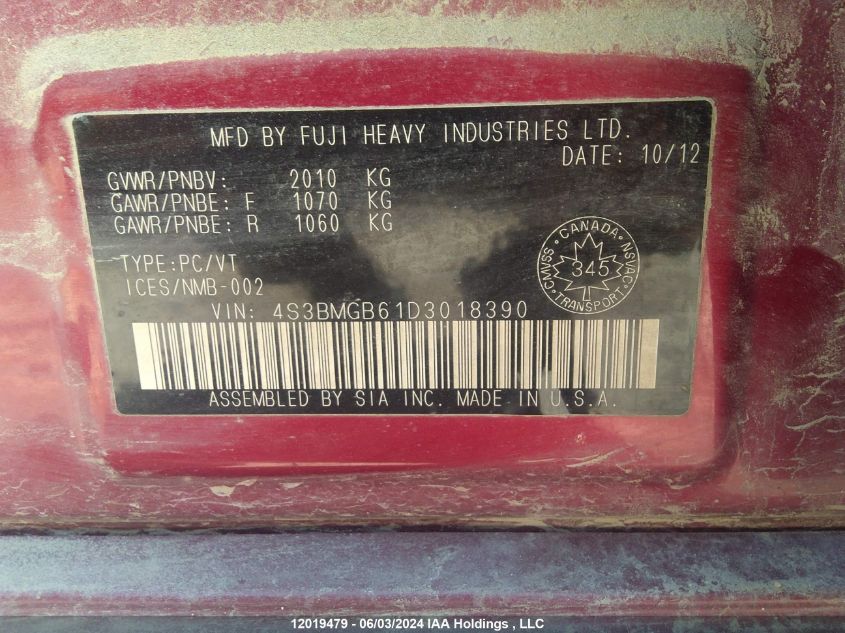 MFD BY FUJI HEAVY INDUSTRIES LTD.
DATE: 10/12
GVWR/PNBV: 2010 KG
GAWR/PNBE: F 1070 KG
GAWR/PNBE: R 1060 KG
TYPE:PC/VT
ICES/NMB-002
CANADA
CMVSS
NSVAC
345
TRANSPORT
VIN: 4S3BMGB61D3018390
ASSEMBLED BY SIA INC. MADE IN U.S.A.
12019479 - 06/03/2024 IAA Holdings , LLC